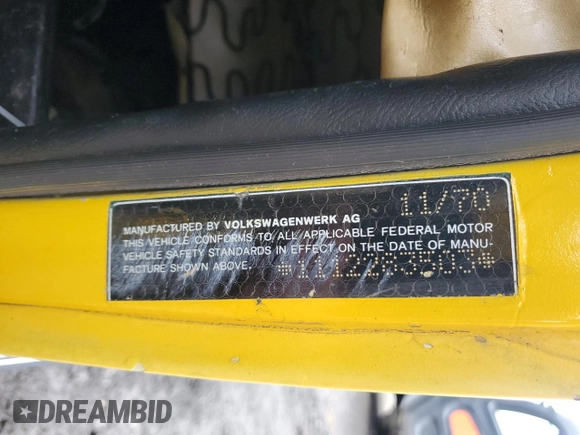 11/70
MANUFACTURED BY VOLKSWAGENWERK AG
THIS VEHICLE CONFORMS TO ALL APPLICABLE FEDERAL MOTOR
VEHICLE SAFETY STANDARDS IN EFFECT ON THE DATE OF MANU-
FACTURE SHOWN ABOVE. *1112283503*
DREAMBID